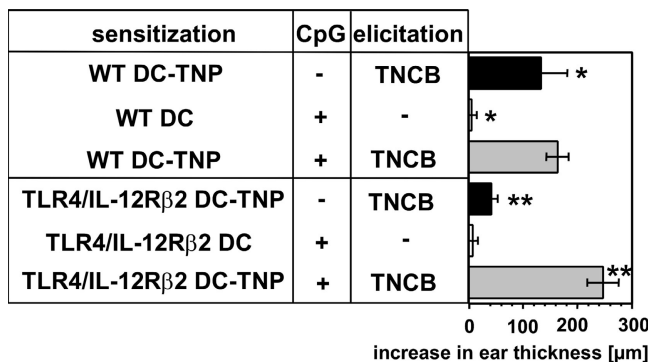 sensitization CpG elicitation
WT DC-TNP - TNCB *
WT DC + - *
WT DC-TNP + TNCB
TLR4/IL-12Rβ2 DC-TNP - TNCB **
TLR4/IL-12Rβ2 DC + -
TLR4/IL-12Rβ2 DC-TNP + TNCB **
0 100 200 300
increase in ear thickness [µm]